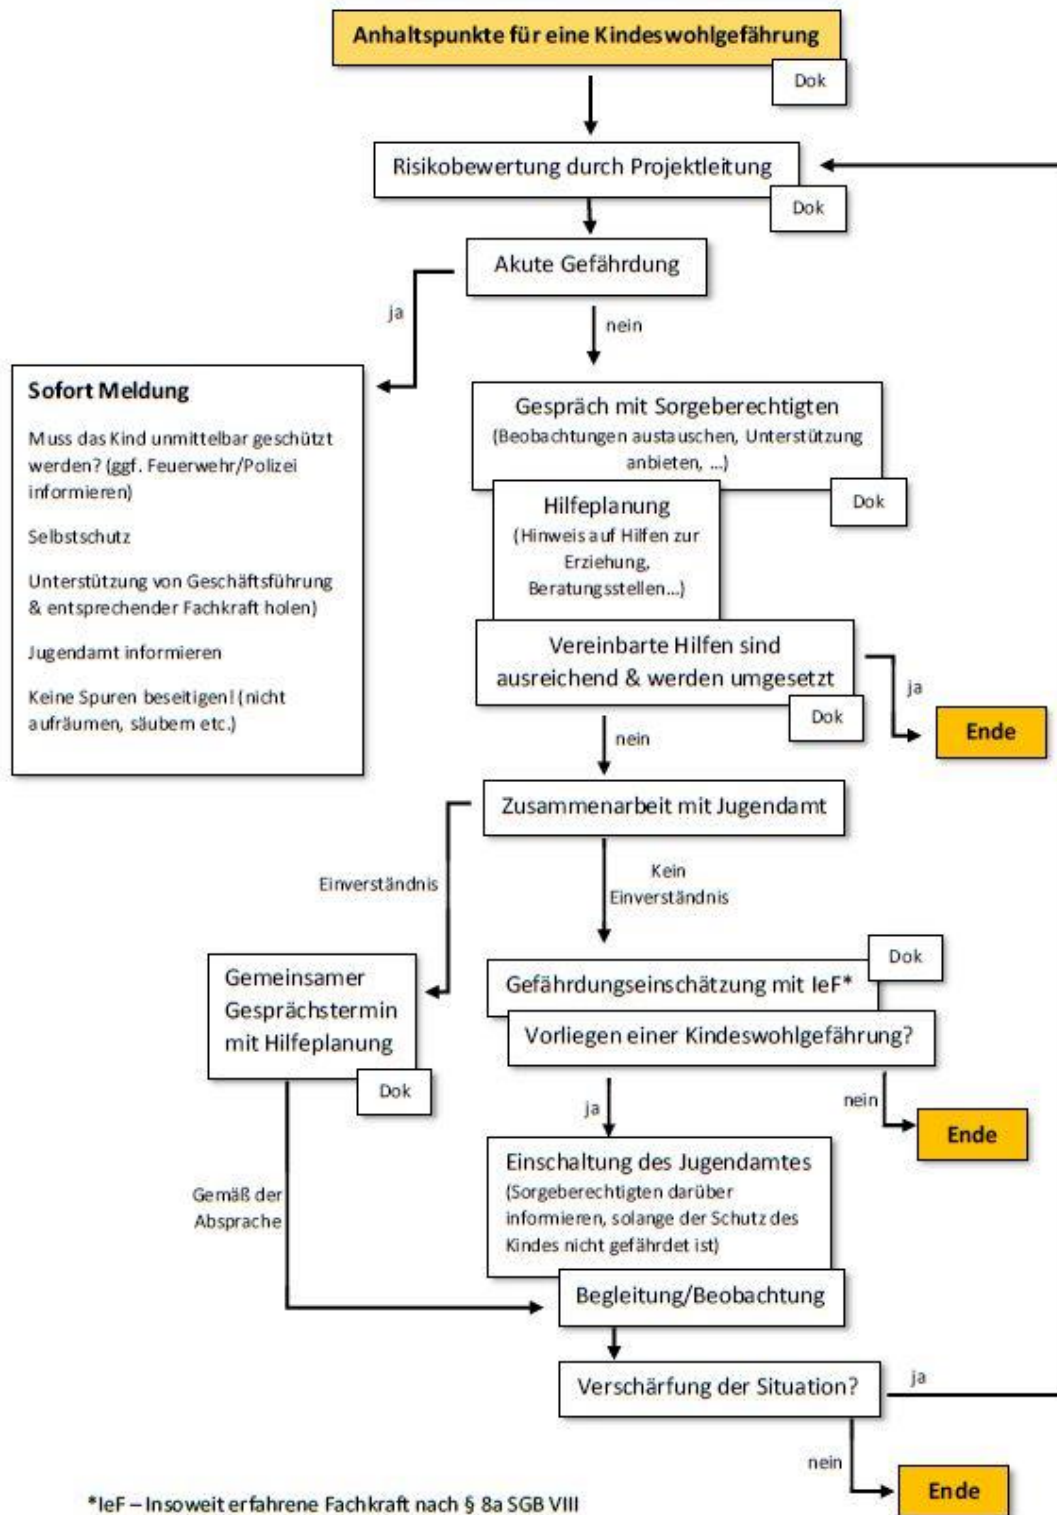 Anhaltspunkte für eine Kindeswohlgefährung
Dok
Risikobewertung durch Projektleitung
Dok
Akute Gefährdung
ja
nein
Sofort Meldung
Muss das Kind unmittelbar geschützt
werden? (ggf. Feuerwehr/Polizei
informieren)
Selbstschutz
Unterstützung von Geschäftsführung
& entsprechender Fachkraft holen)
Jugendamt informieren
Keine Spuren beseitigen! (nicht
aufräumen, säubern etc.)
Gespräch mit Sorgeberechtigten
(Beobachtungen austauschen, Unterstützung
anbieten, ...)
Dok
Hilfeplanung
(Hinweis auf Hilfen zur
Erziehung,
Beratungsstellen...)
Vereinbarte Hilfen sind
ausreichend & werden umgesetzt
Dok
ja
Ende
nein
Zusammenarbeit mit Jugendamt
Einverständnis
Kein
Einverständnis
Gemeinsamer
Gesprächstermin
mit Hilfeplanung
Dok
Dok
Gefährdungseinschätzung mit IeF*
Vorliegen einer Kindeswohlgefährung?
ja
nein
Ende
Einschaltung des Jugendamtes
(Sorgeberechtigten darüber
informieren, solange der Schutz des
Kindes nicht gefährdet ist)
Gemäß der
Absprache
Begleitung/Beobachtung
Verschärfung der Situation?
ja
nein
Ende
*IeF – Insoweit erfahrene Fachkraft nach § 8a SGB VIII